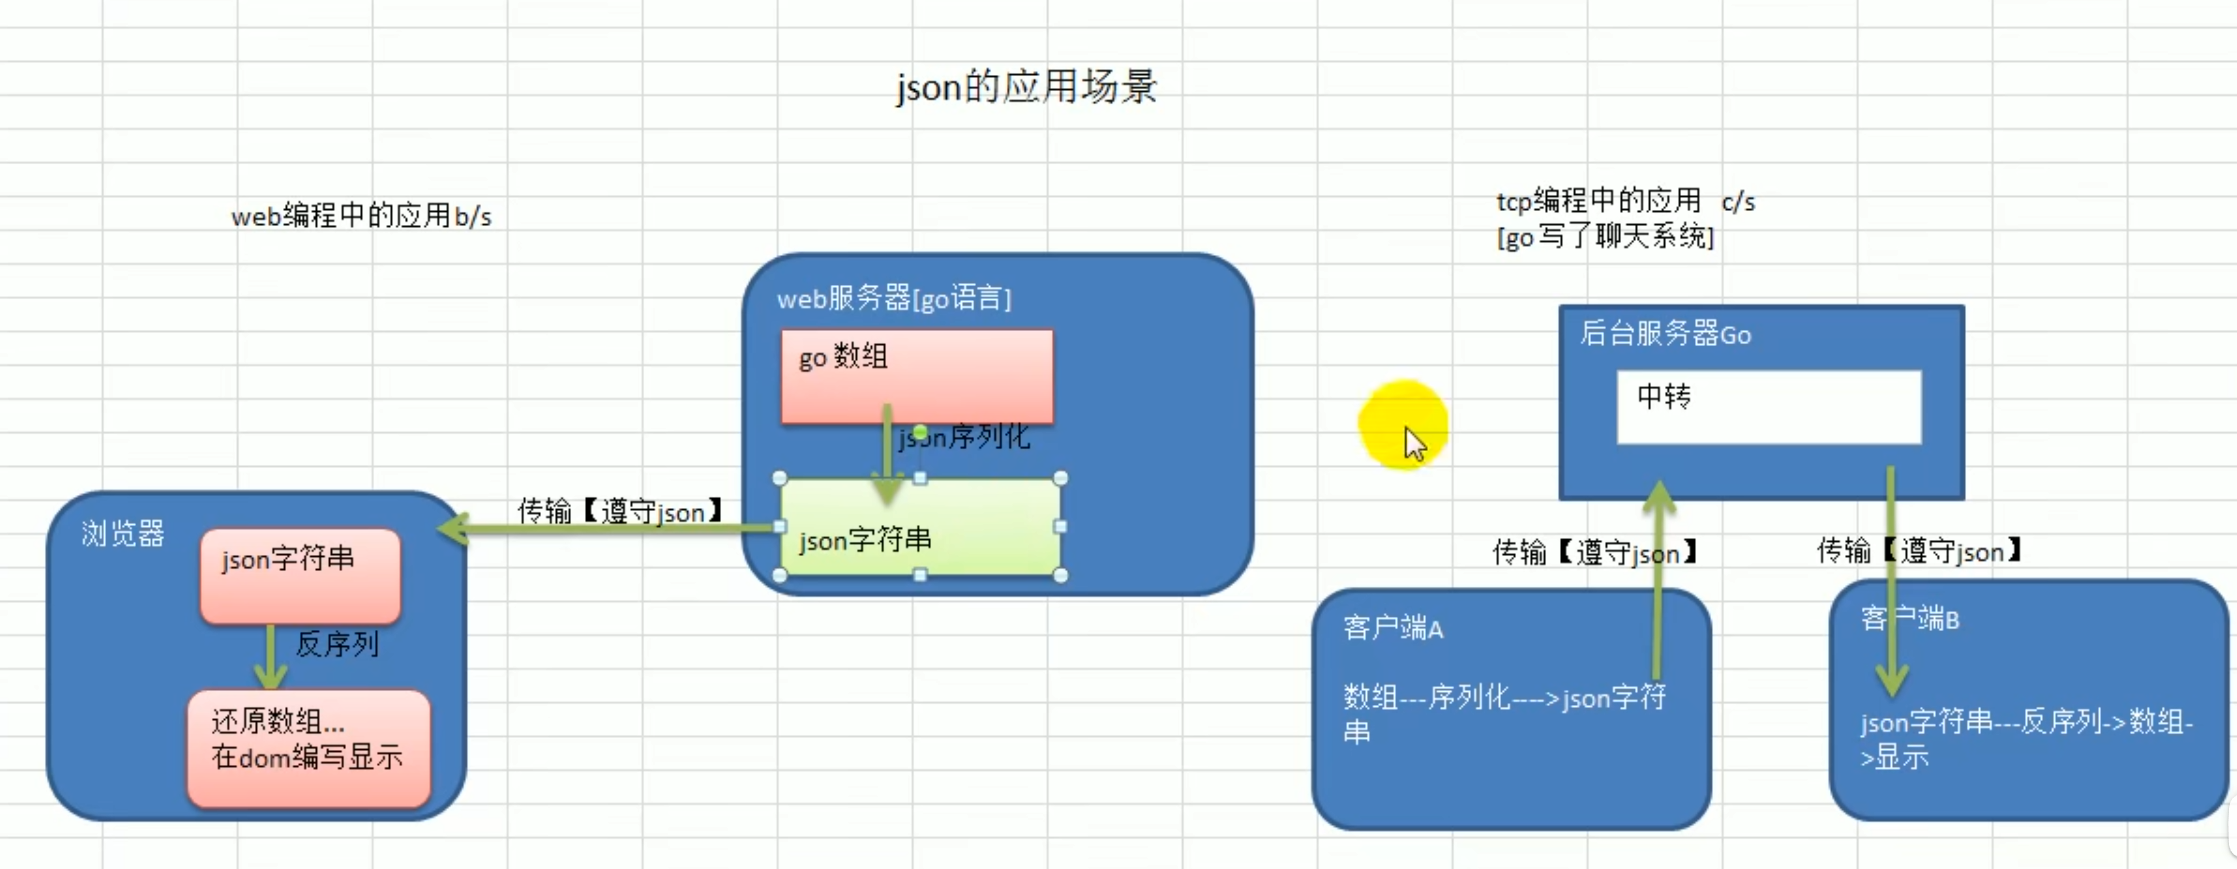 json的应用场景
web编程中的应用b/s
web服务器[go语言]
go 数组
json序列化
json字符串
传输【遵守json】
浏览器
json字符串
反序列
还原数组...
在dom编写显示
tcp编程中的应用 c/s
[go 写了聊天系统]
后台服务器Go
中转
传输【遵守json】
传输【遵守json】
客户端A
数组---序列化---->json字符
串
客户端B
json字符串---反序列->数组-
>显示